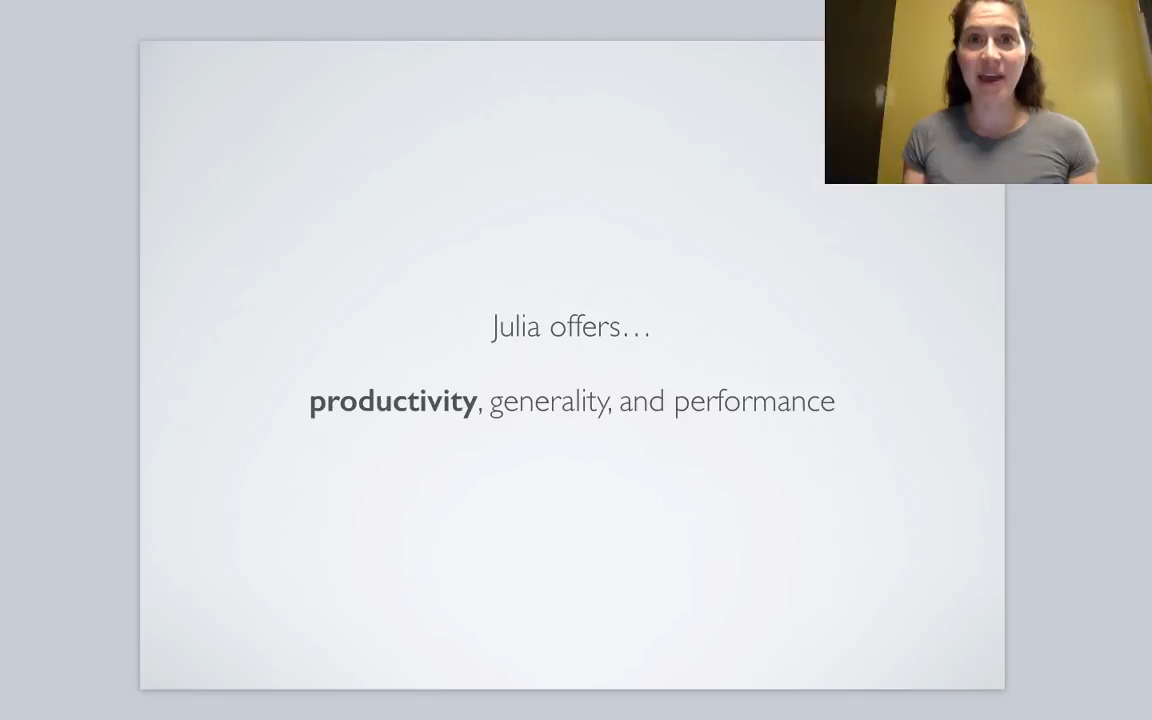 Julia offers…
productivity, generality, and performance